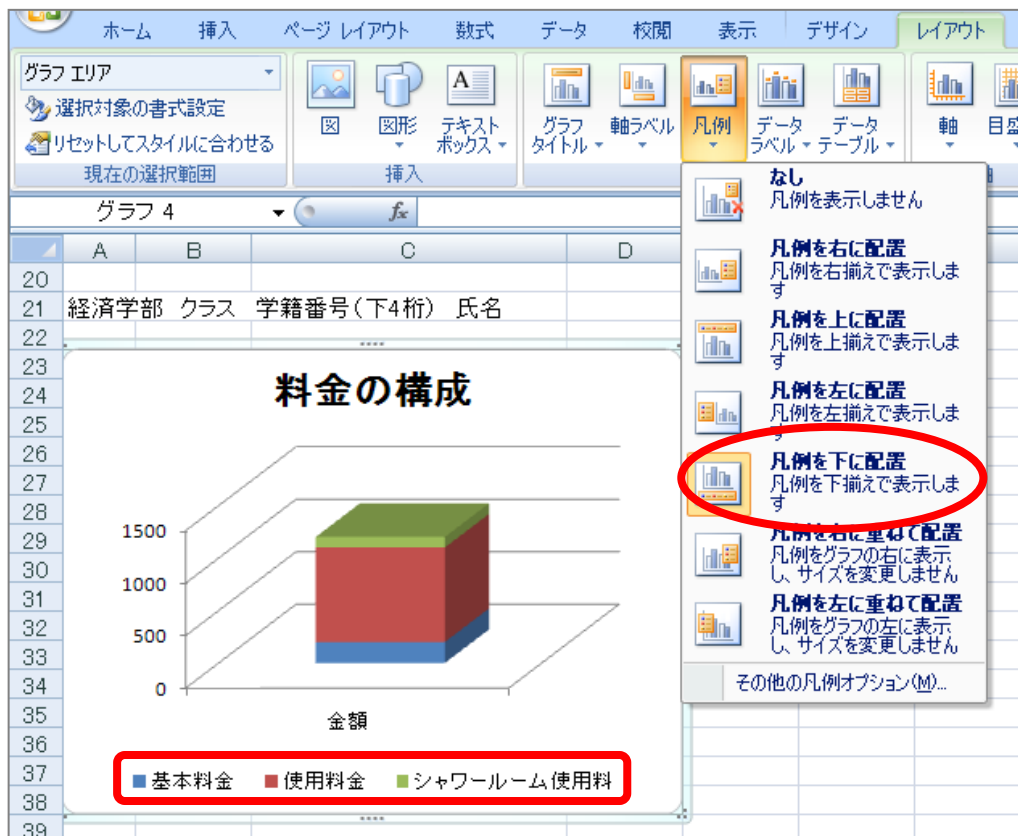 ホーム 挿入 ページ レイアウト 数式 データ 校閲 表示 デザイン レイアウト
グラフ エリア
選択対象の書式設定
リセットしてスタイルに合わせる
現在の選択範囲
図 図形 テキスト
ボックス
挿入
グラフ
タイトル
軸ラベル
凡例
データ
ラベル
データ
テーブル
軸
なし
凡例を表示しません
凡例を右に配置
凡例を右揃えで表示しま
す
凡例を上に配置
凡例を上揃えで表示しま
す
凡例を左に配置
凡例を左揃えで表示しま
す
凡例を下に配置
凡例を下揃えで表示しま
す
凡例を右に重ねて配置
凡例をグラフの右に表示
し、サイズを変更しません
凡例を左に重ねて配置
凡例をグラフの左に表示
し、サイズを変更しません
その他の凡例オプション(M)...
グラフ 4 fx
A B C D
20
21 経済学部 クラス 学籍番号(下4桁) 氏名
22
23
24
25
26
27
28
29
30
31
32
33
34
35
36
37
38
39
料金の構成
1500
1000
500
0
金額
基本料金 使用料金 シャワールーム使用料